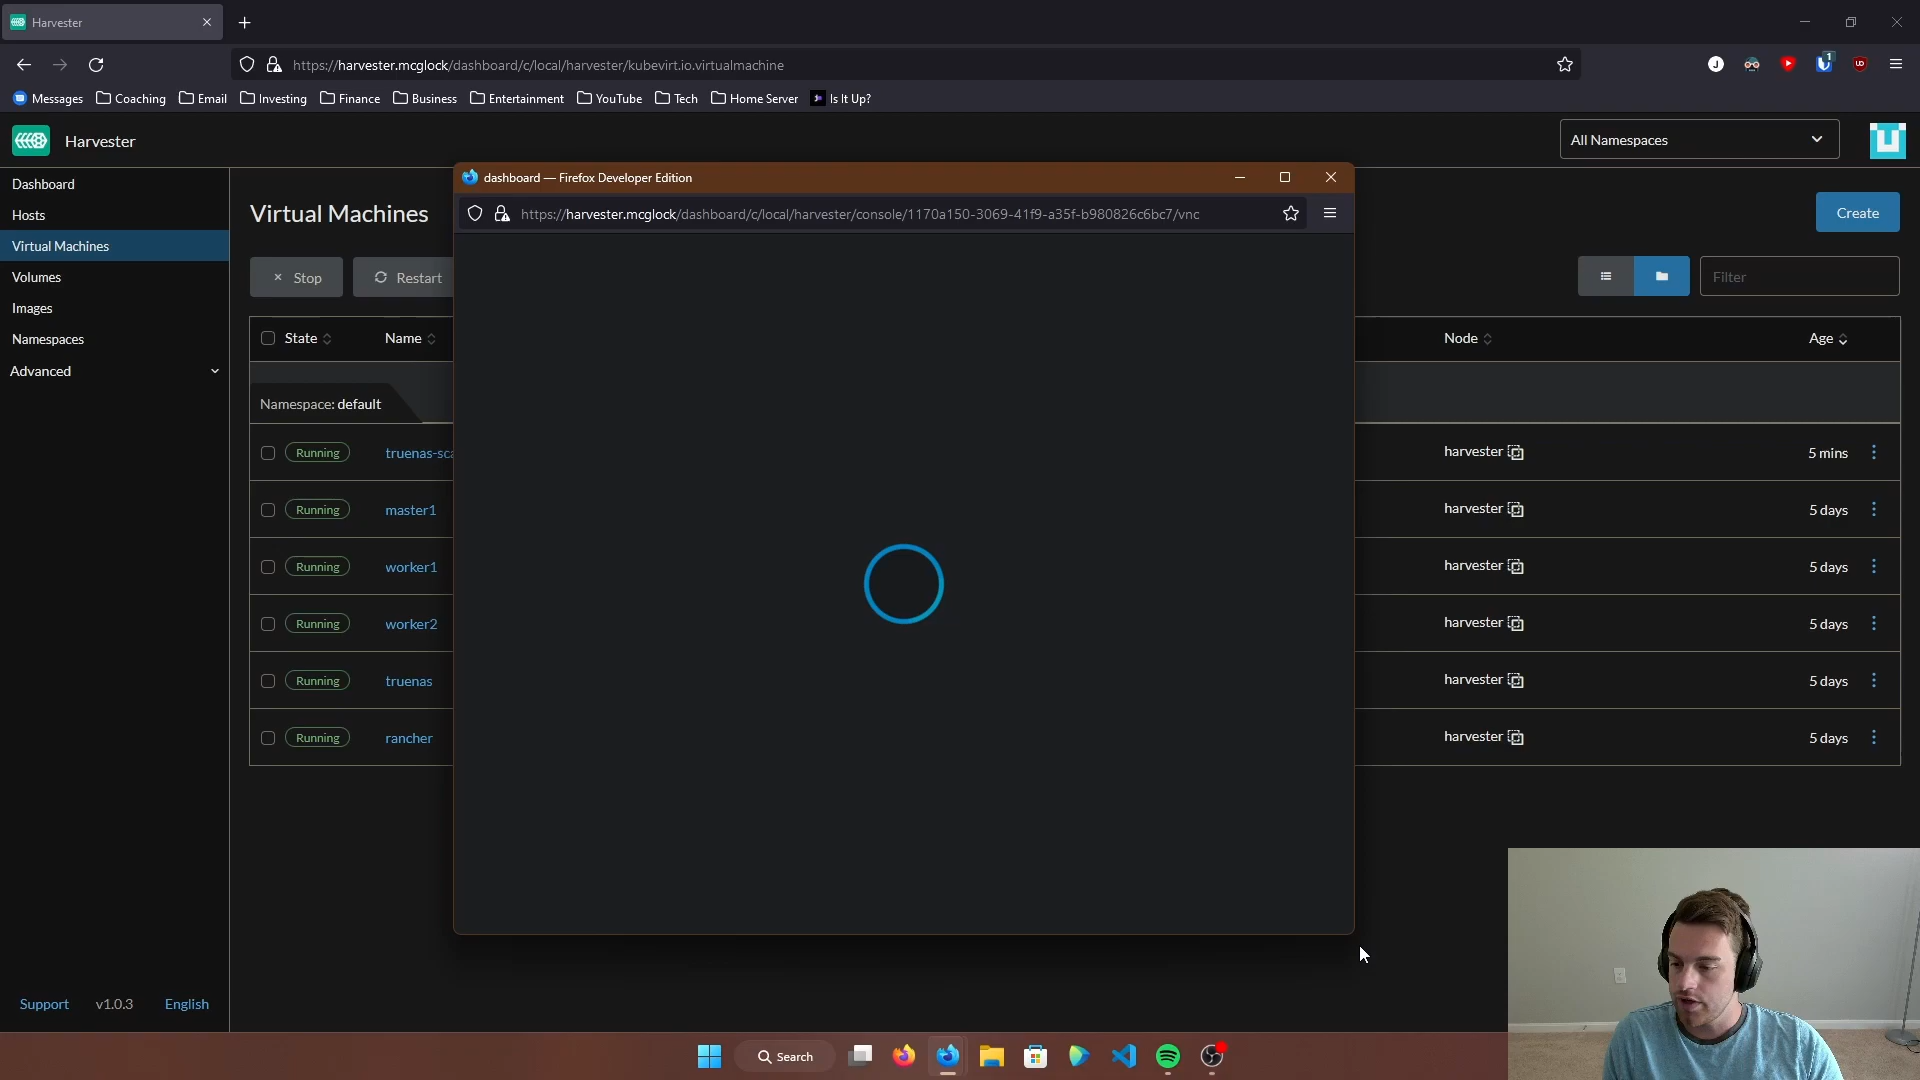 Harvester
https://harvester.mcglock/dashboard/c/local/harvester/kubevirt.io.virtualmachine
1
Messages Coaching Email Investing Finance Business Entertainment YouTube Tech Home Server Is It Up?
Harvester
All Namespaces
Dashboard
Hosts
Virtual Machines
Volumes
Images
Namespaces
Advanced
Support v1.0.3 English
Virtual Machines
Create
Stop
Restart
Filter
State Name Node Age
Namespace: default
Running truenas-sca harvester 5 mins
Running master1 harvester 5 days
Running worker1 harvester 5 days
Running worker2 harvester 5 days
Running truenas harvester 5 days
Running rancher harvester 5 days
dashboard — Firefox Developer Edition
https://harvester.mcglock/dashboard/c/local/harvester/console/1170a150-3069-41f9-a35f-b980826c6bc7/vnc
Search